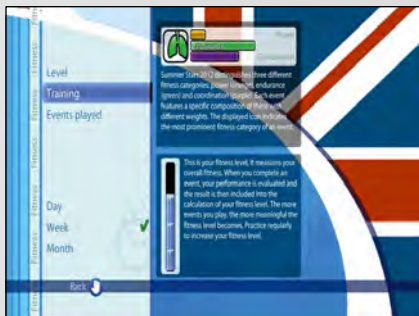 Fitness
Level
Training
Events played
Day
Week
Month
Back
Summer Stars 2012 distinguishes three different
fitness categories: power (orange), endurance
(green) and coordination (purple). Each event
features a specific composition of these with
different weights. The displayed icon indicates
the most prominent fitness category of an event.
This is your fitness level. It measures your
overall fitness. When you complete an
event, your performance is evaluated and
the result is then included into the
calculation of your fitness level. The more
events you play, the more meaningful the
fitness level becomes. Practice regularly
to increase your fitness level.